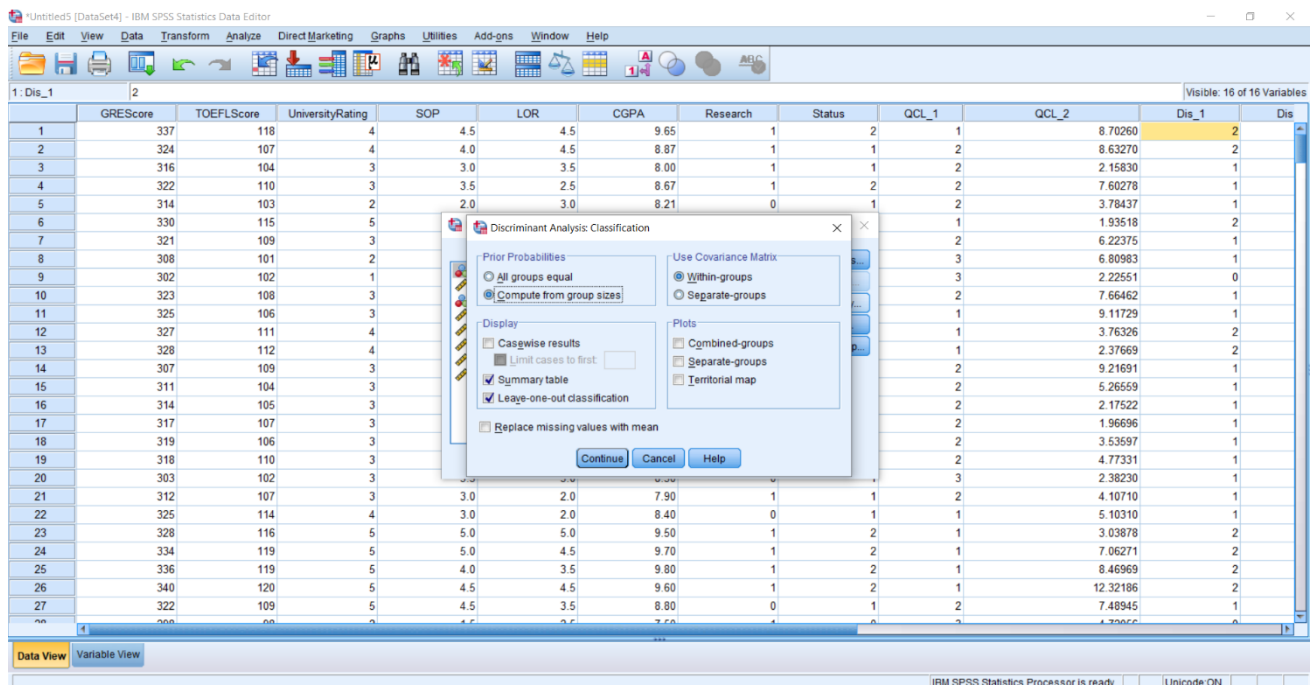 *Untitled5 [DataSet4] - IBM SPSS Statistics Data Editor
File Edit View Data Transform Analyze Direct Marketing Graphs Utilities Add-ons Window Help
1 : Dis_1 2 Visible: 16 of 16 Variables
GREScore TOEFLScore UniversityRating SOP LOR CGPA Research Status QCL_1 QCL_2 Dis_1 Dis
1 337 118 4 4.5 4.5 9.65 1 2 1 8.70260 2
2 324 107 4 4.0 4.5 8.87 1 1 2 8.63270 2
3 316 104 3 3.0 3.5 8.00 1 1 2 2.15830 1
4 322 110 3 3.5 2.5 8.67 1 2 2 7.60278 1
5 314 103 2 2.0 3.0 8.21 0 1 2 3.78437 1
6 330 115 5 1 1.93518 2
7 321 109 3 2 6.22375 1
8 308 101 2 3 6.80983 1
9 302 102 1 3 2.22551 0
10 323 108 3 2 7.66462 1
11 325 106 3 1 9.11729 1
12 327 111 4 1 3.76326 2
13 328 112 4 1 2.37669 2
14 307 109 3 2 9.21691 1
15 311 104 3 2 5.26559 1
16 314 105 3 2 2.17522 1
17 317 107 3 2 1.96696 1
18 319 106 3 2 3.53597 1
19 318 110 3 2 4.77331 1
20 303 102 3 3 2.38230 1
21 312 107 3 3.0 2.0 7.90 1 1 2 4.10710 1
22 325 114 4 3.0 2.0 8.40 0 1 1 5.10310 1
23 328 116 5 5.0 5.0 9.50 1 2 1 3.03878 2
24 334 119 5 5.0 4.5 9.70 1 2 1 7.06271 2
25 336 119 5 4.0 3.5 9.80 1 2 1 8.46969 2
26 340 120 5 4.5 4.5 9.60 1 2 1 12.32186 2
27 322 109 5 4.5 3.5 8.80 0 1 2 7.48945 1
Discriminant Analysis: Classification
Prior Probabilities
All groups equal
Compute from group sizes
Use Covariance Matrix
Within-groups
Separate-groups
Display
Casewise results
Limit cases to first:
Summary table
Leave-one-out classification
Plots
Combined-groups
Separate-groups
Territorial map
Replace missing values with mean
Continue Cancel Help
Data View Variable View
IBM SPSS Statistics Processor is ready Unicode:ON